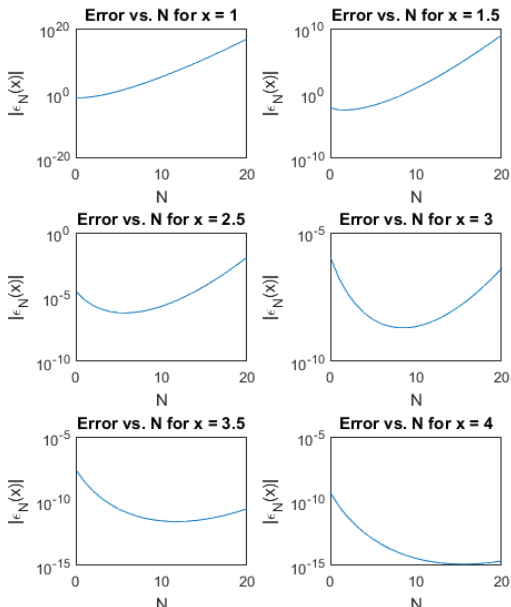 Error vs. N for x = 1
10^20
10^0
10^-20
|ϵ_N(x)|
0 10 20
N
Error vs. N for x = 1.5
10^10
10^0
10^-10
|ϵ_N(x)|
0 10 20
N
Error vs. N for x = 2.5
10^0
10^-5
10^-10
|ϵ_N(x)|
0 10 20
N
Error vs. N for x = 3
10^-5
10^-10
|ϵ_N(x)|
0 10 20
N
Error vs. N for x = 3.5
10^-5
10^-10
10^-15
|ϵ_N(x)|
0 10 20
N
Error vs. N for x = 4
10^-5
10^-10
10^-15
|ϵ_N(x)|
0 10 20
N